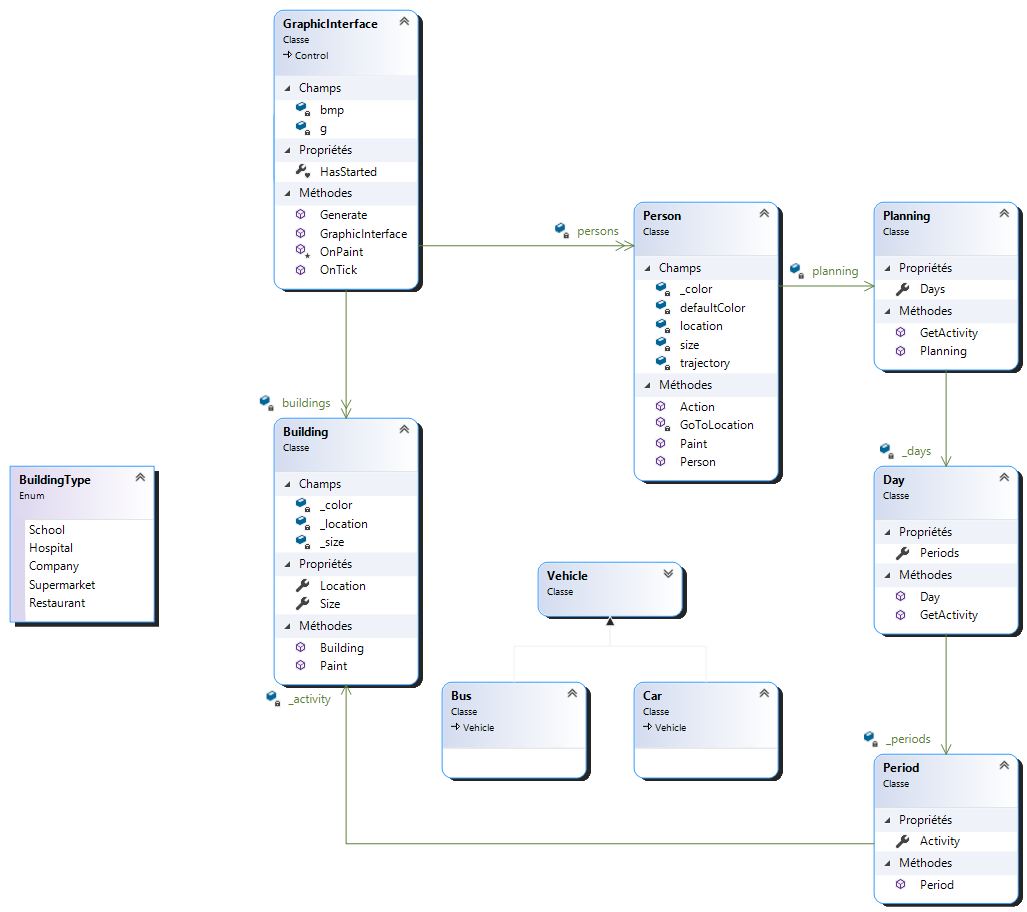 GraphicInterface
Classe
Control
Champs
bmp
g
Propriétés
HasStarted
Méthodes
Generate
GraphicInterface
OnPaint
OnTick
persons
Person
Classe
Champs
_color
defaultColor
location
size
trajectory
Méthodes
Action
GoToLocation
Paint
Person
planning
Planning
Classe
Propriétés
Days
Méthodes
GetActivity
Planning
buildings
Building
Classe
Champs
_color
_location
_size
Propriétés
Location
Size
Méthodes
Building
Paint
_activity
BuildingType
Enum
School
Hospital
Company
Supermarket
Restaurant
_days
Day
Classe
Propriétés
Periods
Méthodes
Day
GetActivity
Vehicle
Classe
Bus
Classe
Vehicle
Car
Classe
Vehicle
_periods
Period
Classe
Propriétés
Activity
Méthodes
Period